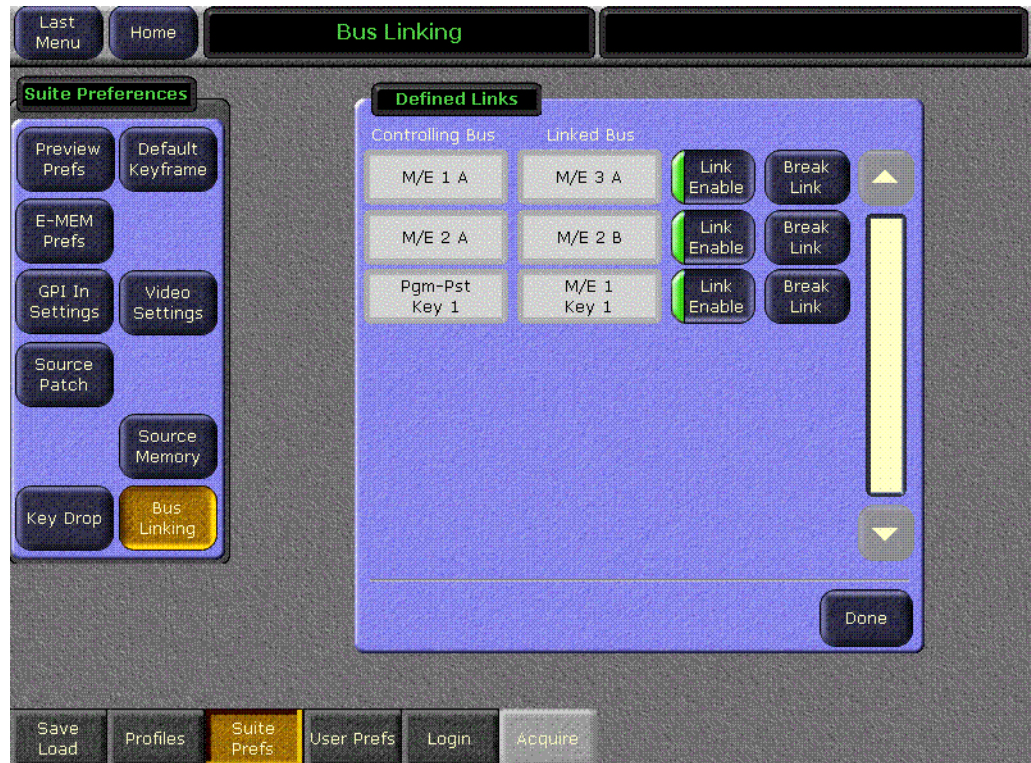 Last
Menu
Home
Bus Linking
Suite Preferences
Preview
Prefs
Default
Keyframe
E-MEM
Prefs
GPI In
Settings
Video
Settings
Source
Patch
Source
Memory
Key Drop
Bus
Linking
Defined Links
Controlling Bus
Linked Bus
M/E 1 A
M/E 3 A
Link
Enable
Break
Link
M/E 2 A
M/E 2 B
Link
Enable
Break
Link
Pgm-Pst
Key 1
M/E 1
Key 1
Link
Enable
Break
Link
Done
Save
Load
Profiles
Suite
Prefs
User Prefs
Login
Acquire